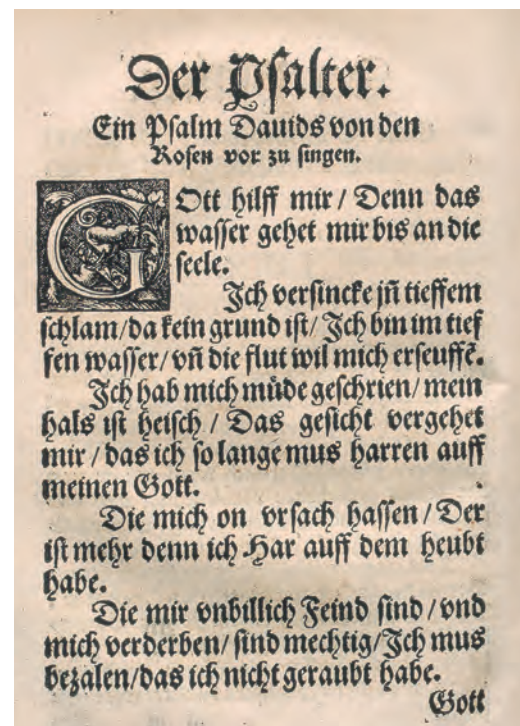 Der Psalter.
Ein Psalm Dauids von den
Rosen vor zu singen.
GOtt hilff mir / Denn das
wasser gehet mir bis an die
seele.
Jch versincke jñ tieffem
schlam/da kein grund ist/ Jch bin im tief
fen wasser/ vñ die flut wil mich erseuffẽ.
Jch hab mich müde geschrien/ mein
hals ist heisch / Das gesicht vergehet
mir / das ich so lange mus harren auff
meinen Gott.
Die mich on vrsach hassen / Der
ist mehr denn ich Har auff dem heubt
habe.
Die mir vnbillich Feind sind / vnd
mich verderben/ sind mechtig/Jch mus
bezalen/das ich nicht geraubt habe.
Gott